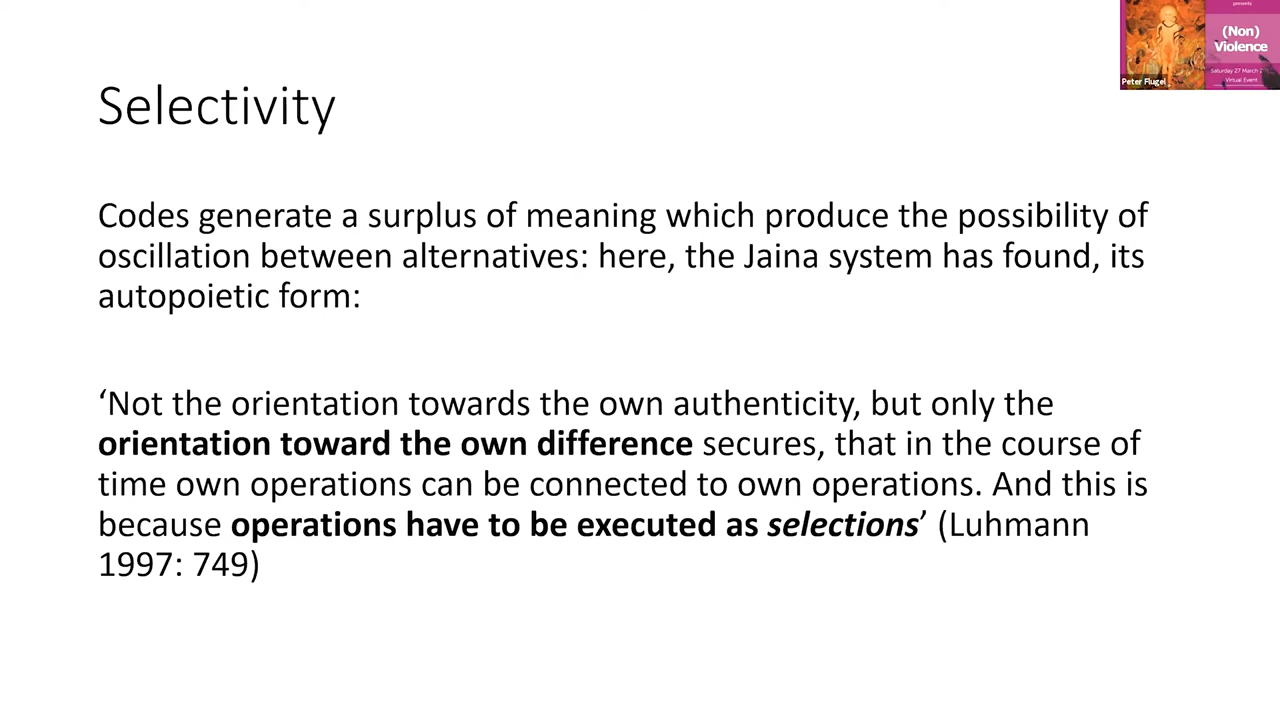 presents
(Non)
Violence
Saturday 27 March 2
Virtual Event
Peter Flugel
Selectivity
Codes generate a surplus of meaning which produce the possibility of
oscillation between alternatives: here, the Jaina system has found, its
autopoietic form:
‘Not the orientation towards the own authenticity, but only the
orientation toward the own difference secures, that in the course of
time own operations can be connected to own operations. And this is
because operations have to be executed as selections’ (Luhmann
1997: 749)